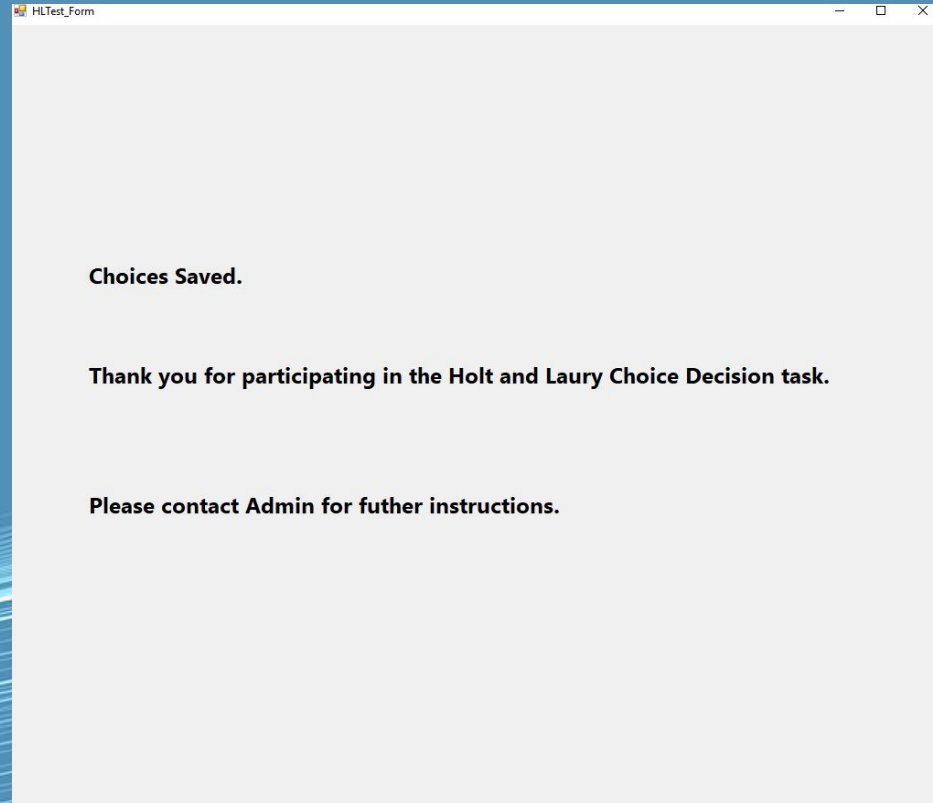 HLTest_Form
Choices Saved.
Thank you for participating in the Holt and Laury Choice Decision task.
Please contact Admin for futher instructions.